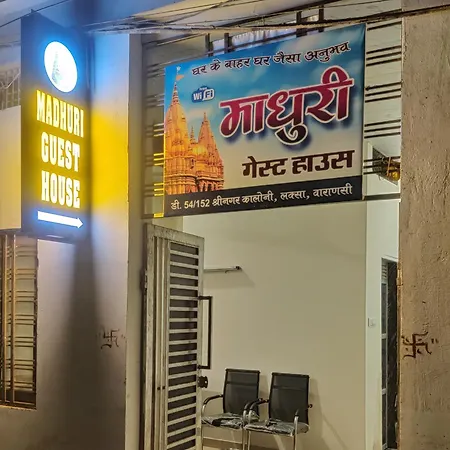 MADHURI
GUEST
HOUSE
घर के बाहर घर जैसा अनुभव
WiFi
माधुरी
गेस्ट हाउस
डी. 54/152 श्रीनगर कालोनी, लक्सा, वाराणसी